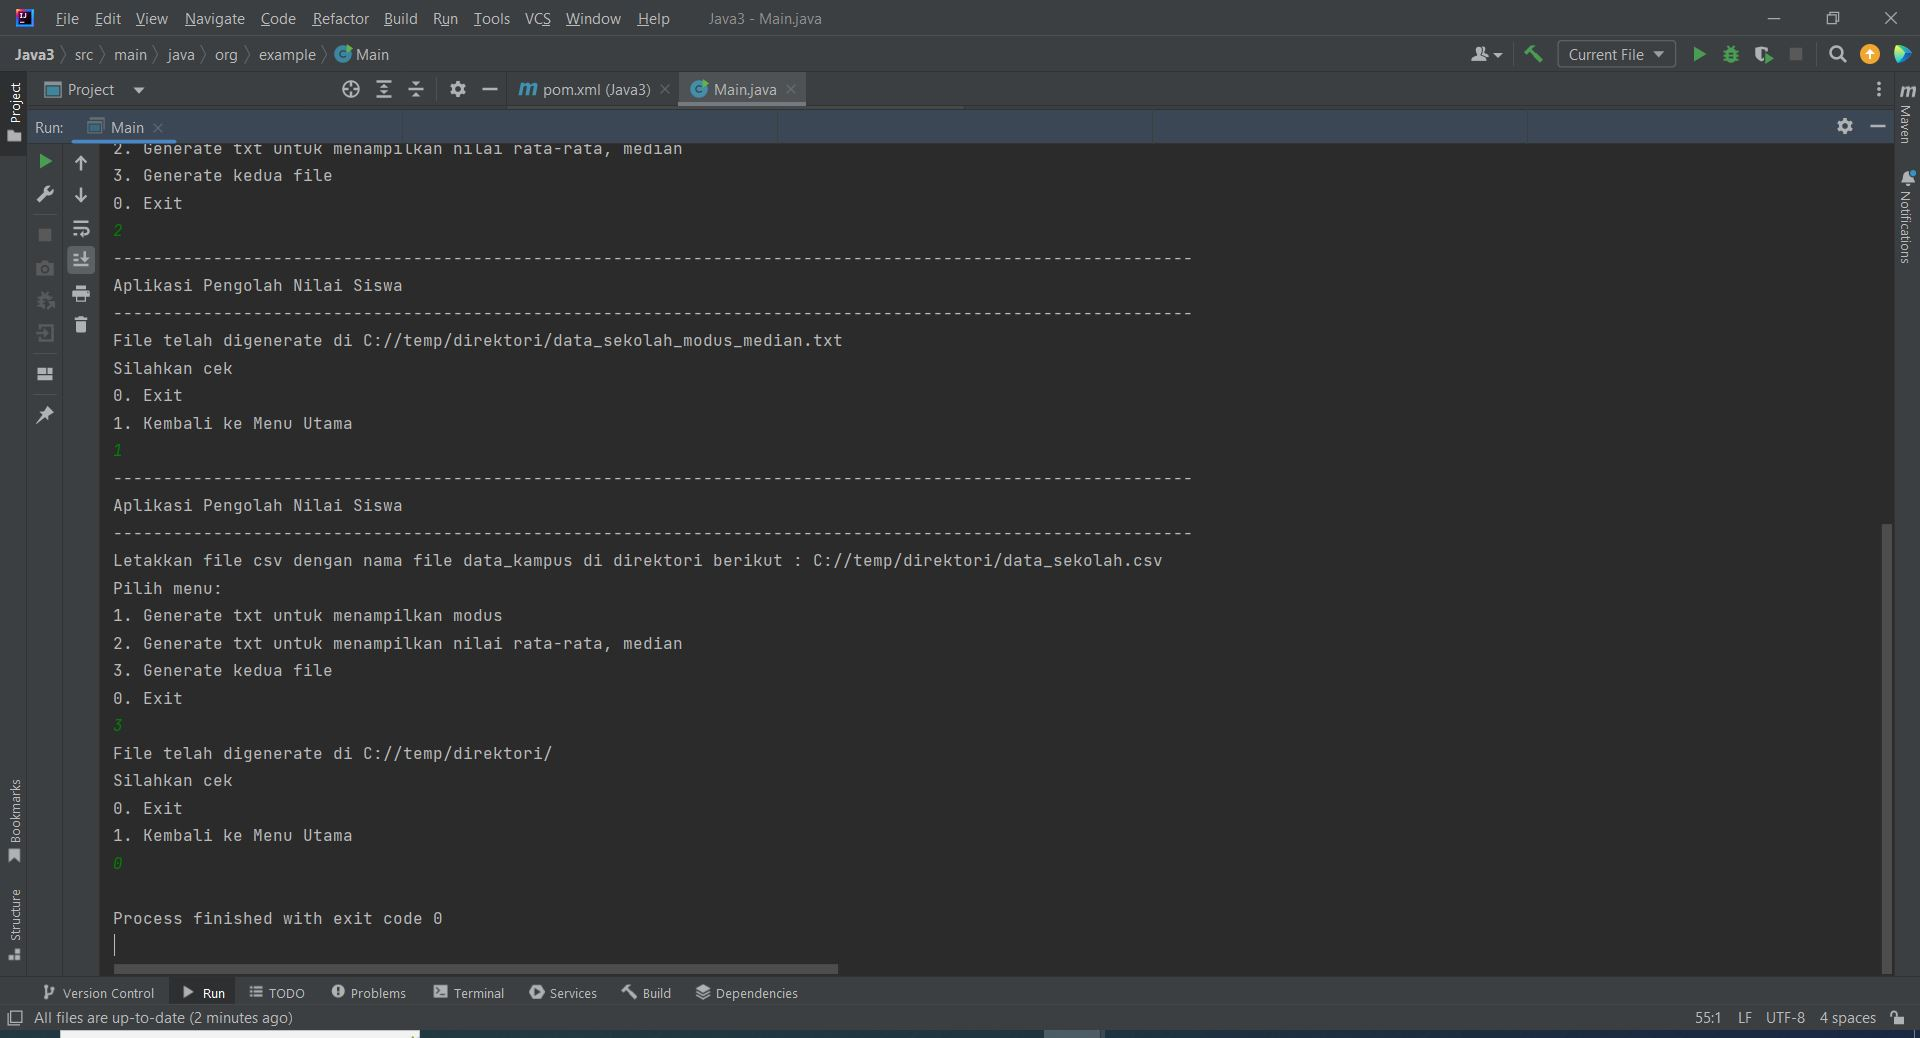 File Edit View Navigate Code Refactor Build Run Tools VCS Window Help Java3 - Main.java
Java3 src main java org example Main Current File
Project pom.xml (Java3) Main.java
Run: Main
2. Generate txt untuk menampilkan nilai rata-rata, median
3. Generate kedua file
0. Exit
2
------------------------------------------------------------------------------------------------------------
Aplikasi Pengolah Nilai Siswa
------------------------------------------------------------------------------------------------------------
File telah digenerate di C://temp/direktori/data_sekolah_modus_median.txt
Silahkan cek
0. Exit
1. Kembali ke Menu Utama
1
------------------------------------------------------------------------------------------------------------
Aplikasi Pengolah Nilai Siswa
------------------------------------------------------------------------------------------------------------
Letakkan file csv dengan nama file data_kampus di direktori berikut : C://temp/direktori/data_sekolah.csv
Pilih menu:
1. Generate txt untuk menampilkan modus
2. Generate txt untuk menampilkan nilai rata-rata, median
3. Generate kedua file
0. Exit
3
File telah digenerate di C://temp/direktori/
Silahkan cek
0. Exit
1. Kembali ke Menu Utama
0
Process finished with exit code 0
Project
Bookmarks
Structure
Maven
Notifications
Version Control Run TODO Problems Terminal Services Build Dependencies
All files are up-to-date (2 minutes ago) 55:1 LF UTF-8 4 spaces